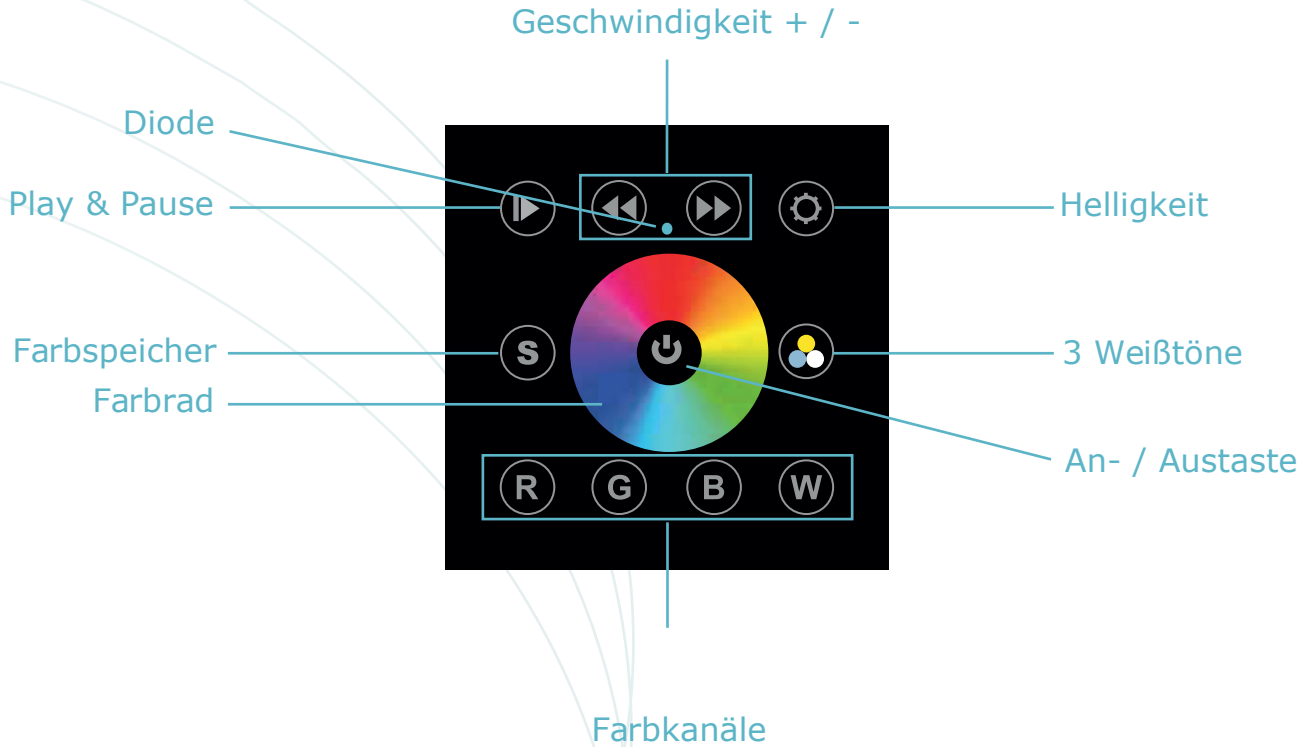 Geschwindigkeit + / -
Diode
Play & Pause
Helligkeit
Farbspeicher
S
3 Weißtöne
Farbrad
An- / Austaste
R G B W
Farbkanäle